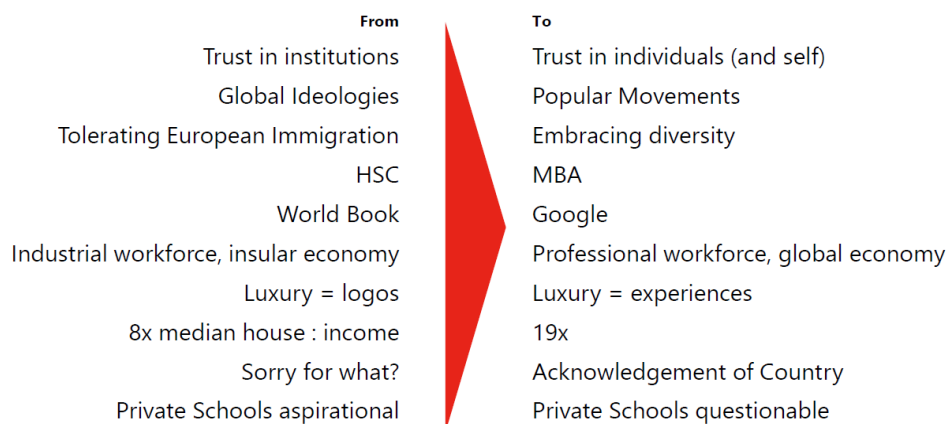 From To
Trust in institutions Trust in individuals (and self)
Global Ideologies Popular Movements
Tolerating European Immigration Embracing diversity
HSC MBA
World Book Google
Industrial workforce, insular economy Professional workforce, global economy
Luxury = logos Luxury = experiences
8x median house : income 19x
Sorry for what? Acknowledgement of Country
Private Schools aspirational Private Schools questionable